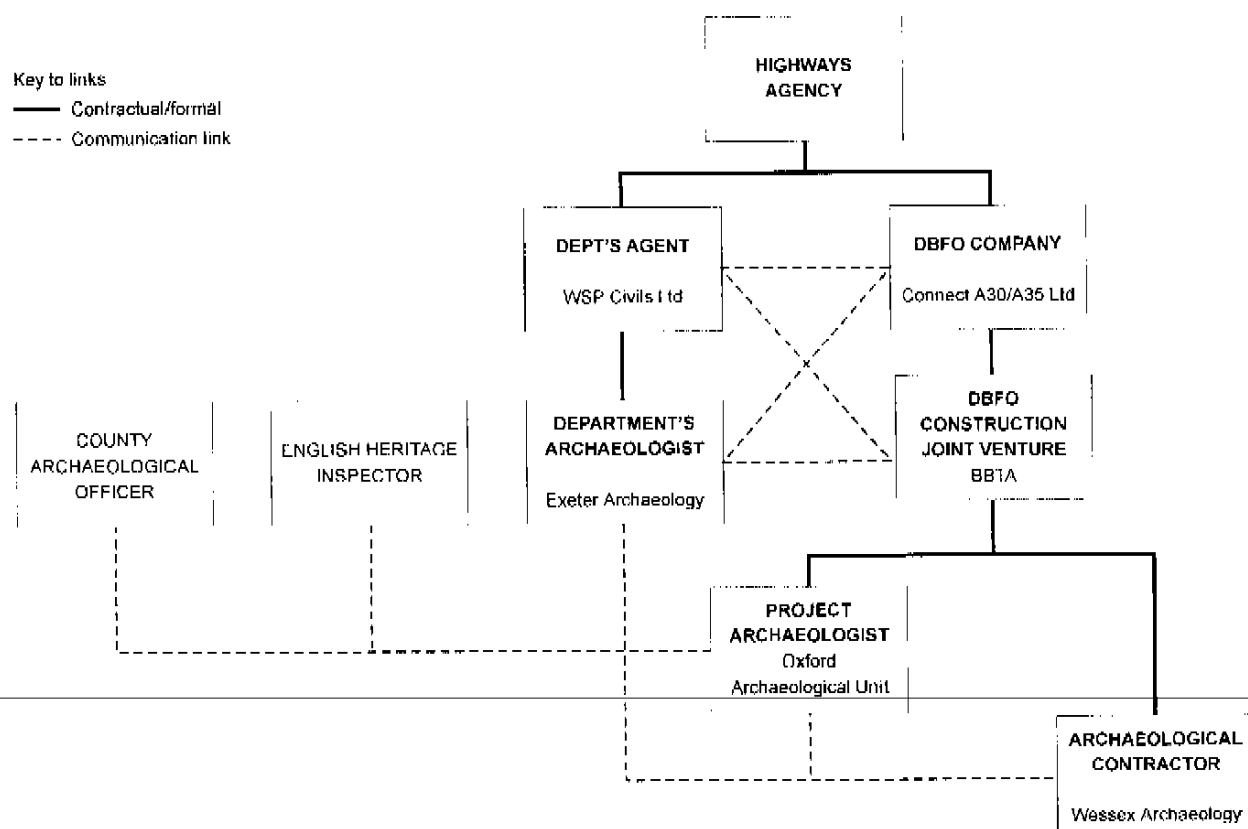 HIGHWAYS
AGENCY
Key to links
Contractual/formal
Communication link
DEPT'S AGENT
WSP Civils Ltd
DBFO COMPANY
Connect A30/A35 Ltd
COUNTY
ARCHAEOLOGICAL
OFFICER
ENGLISH HERITAGE
INSPECTOR
DEPARTMENT'S
ARCHAEOLOGIST
Exeter Archaeology
DBFO
CONSTRUCTION
JOINT VENTURE
BBTA
PROJECT
ARCHAEOLOGIST
Oxford
Archaeological Unit
ARCHAEOLOGICAL
CONTRACTOR
Wessex Archaeology